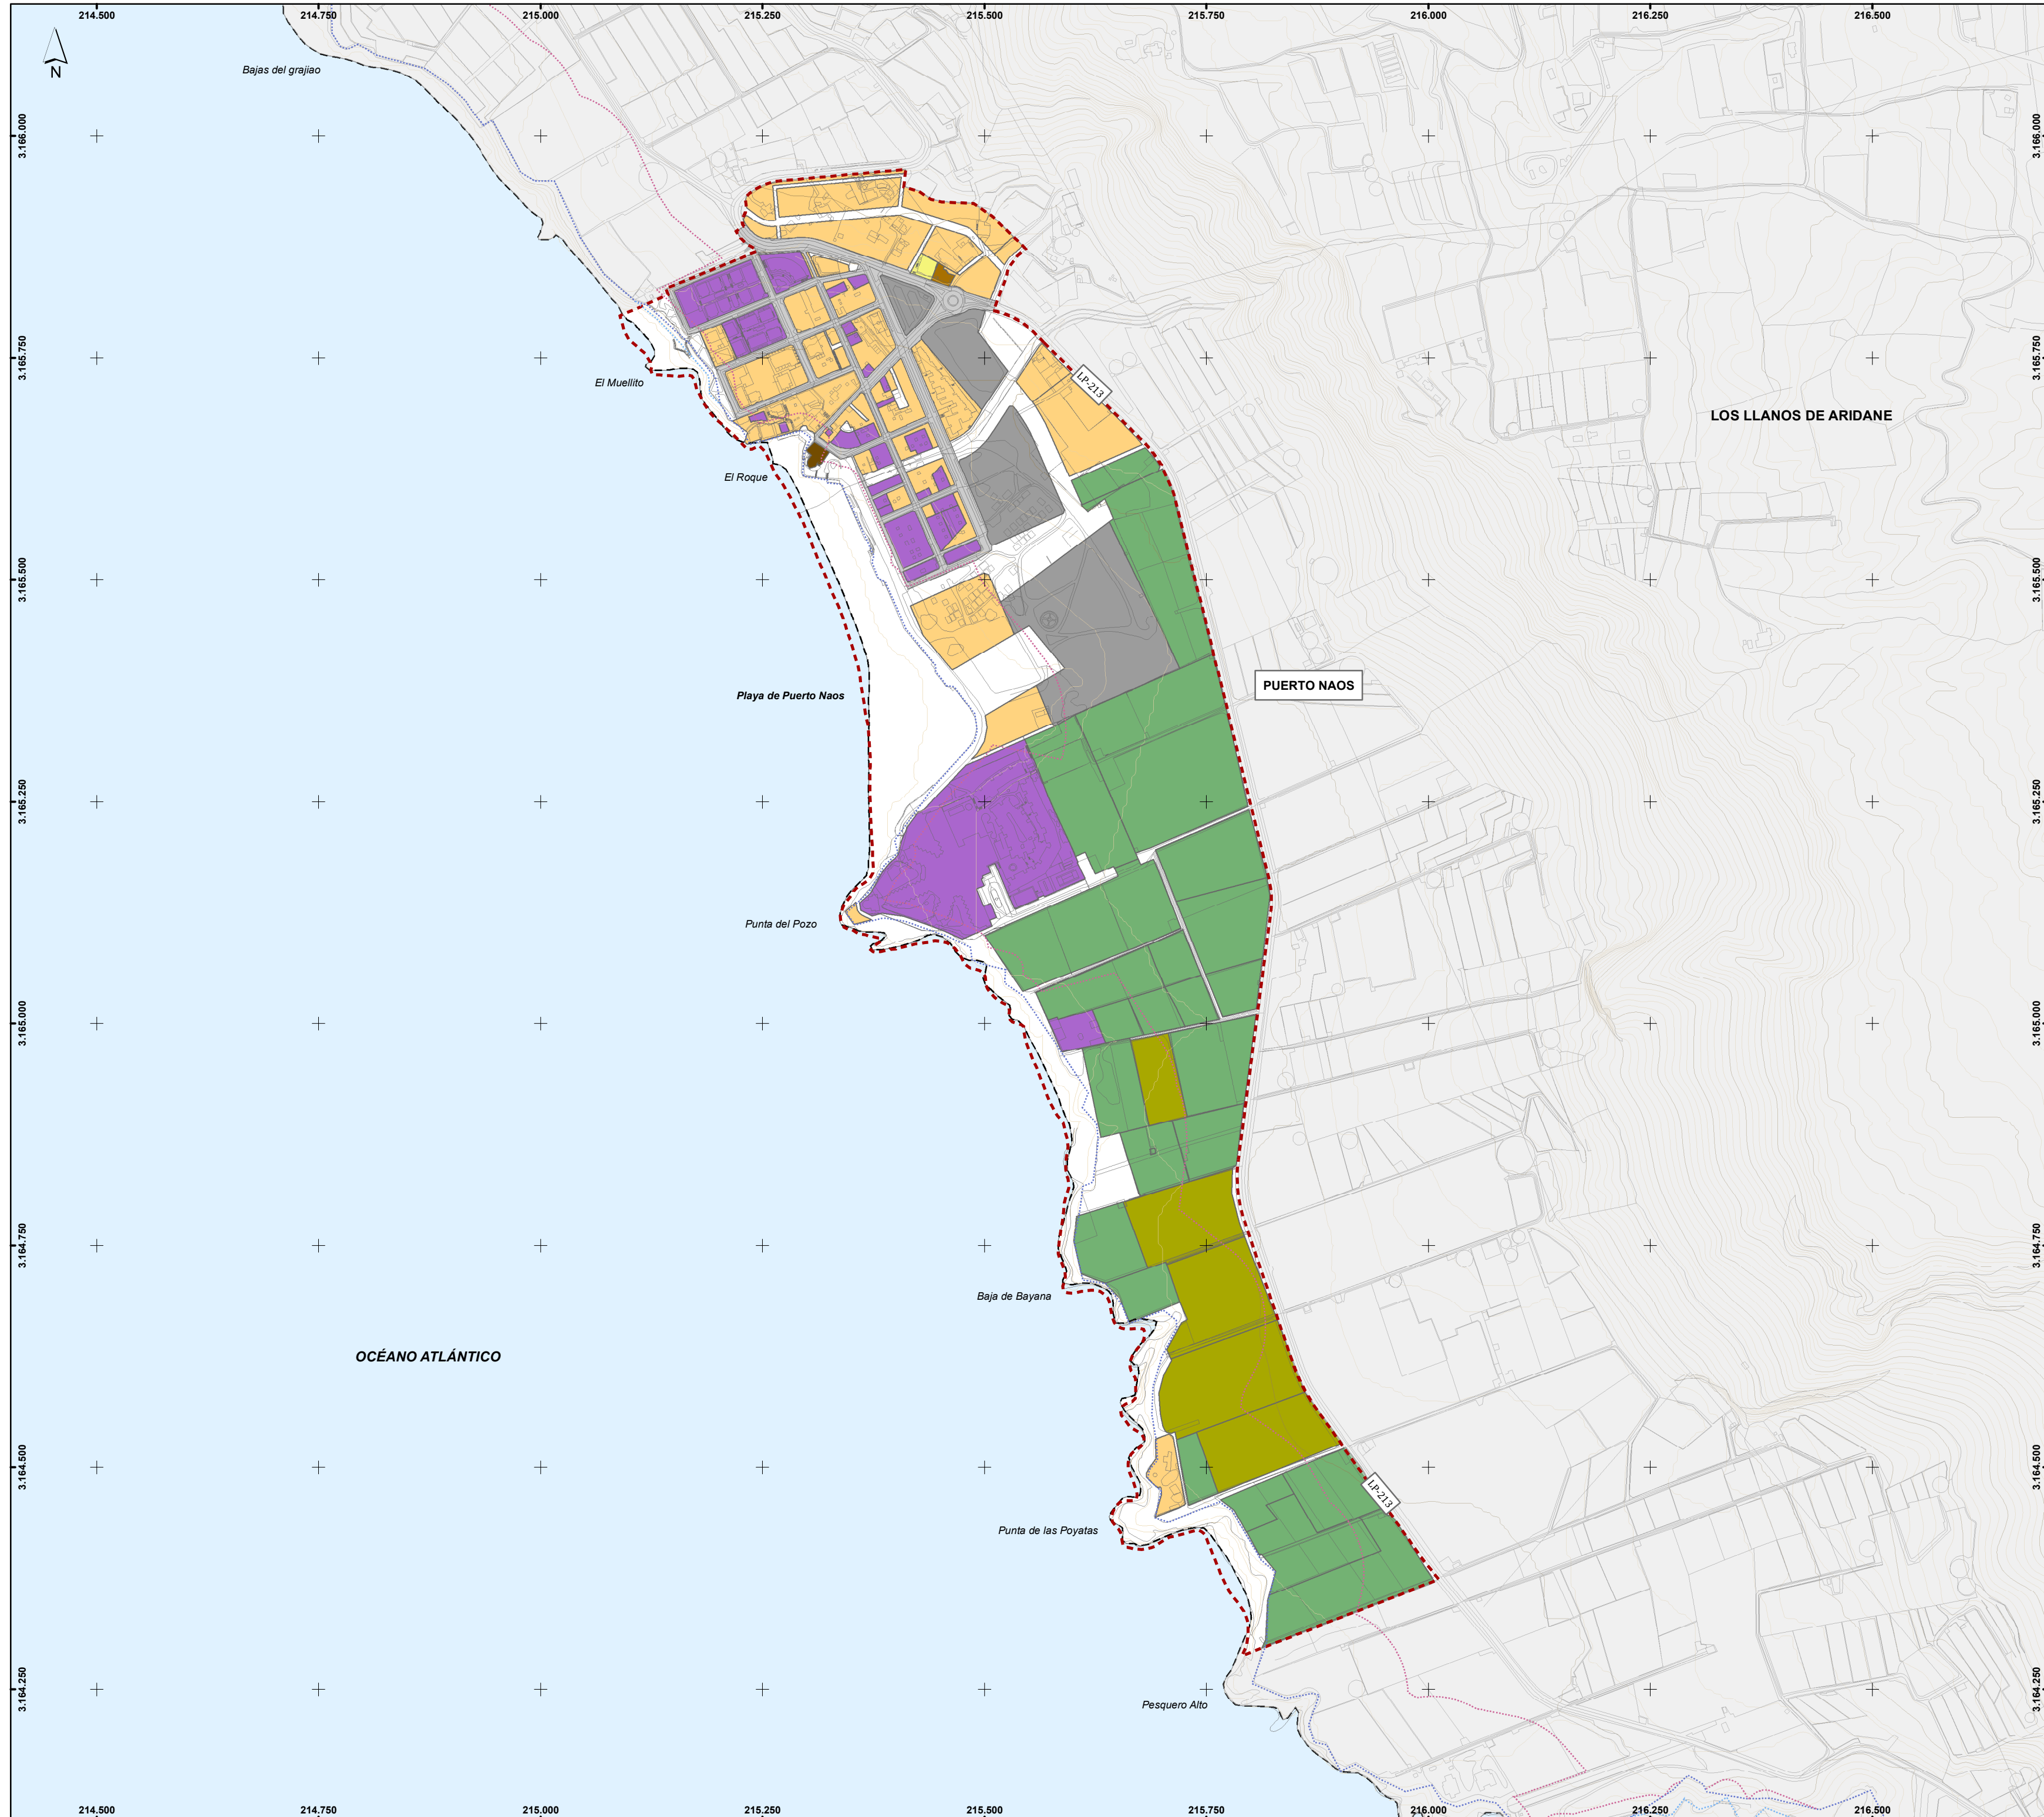 214.500 214.750 215.000 215.250 215.500 215.750 216.000 216.250 216.500
N
Bajas del grajiao
3.166.000 3.166.000
3.165.750 3.165.750
El Muellito
LP-213
LOS LLANOS DE ARIDANE
El Roque
3.165.500 3.165.500
PUERTO NAOS
Playa de Puerto Naos
3.165.250 3.165.250
Punta del Pozo
3.165.000 3.165.000
3.164.750 3.164.750
Baja de Bayana
OCÉANO ATLÁNTICO
3.164.500 3.164.500
LP-213
Punta de las Poyatas
3.164.250 3.164.250
Pesquero Alto
214.500 214.750 215.000 215.250 215.500 215.750 216.000 216.250 216.500